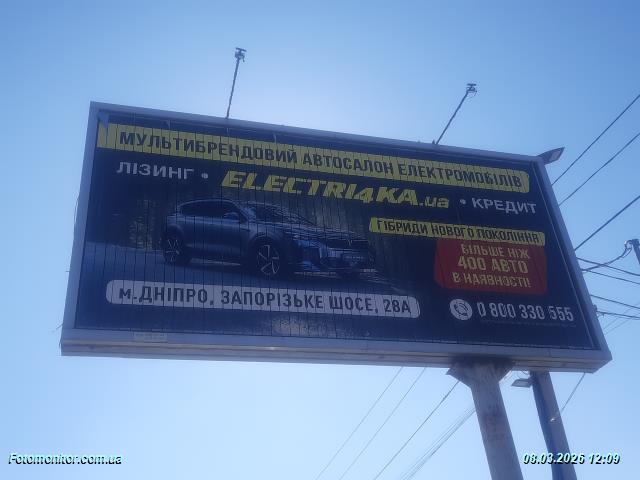 МУЛЬТИБРЕНДОВИЙ АВТОСАЛОН ЕЛЕКТРОМОБІЛІВ
ЛІЗИНГ • ELECTRI4KA.ua • КРЕДИТ
ГІБРИДИ НОВОГО ПОКОЛІННЯ
БІЛЬШЕ НІЖ
400 АВТО
В НАЯВНОСТІ!
м.ДНІПРО, ЗАПОРІЗЬКЕ ШОСЕ, 28А
0 800 330 555
Fotomonitor.com.ua
08.03.2026 12:09